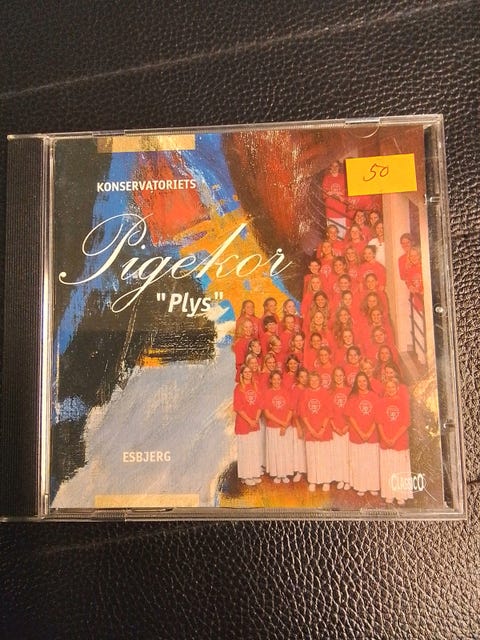 50
KONSERVATORIETS
Pigekor
"Plys"
ESBJERG
CLASSICO